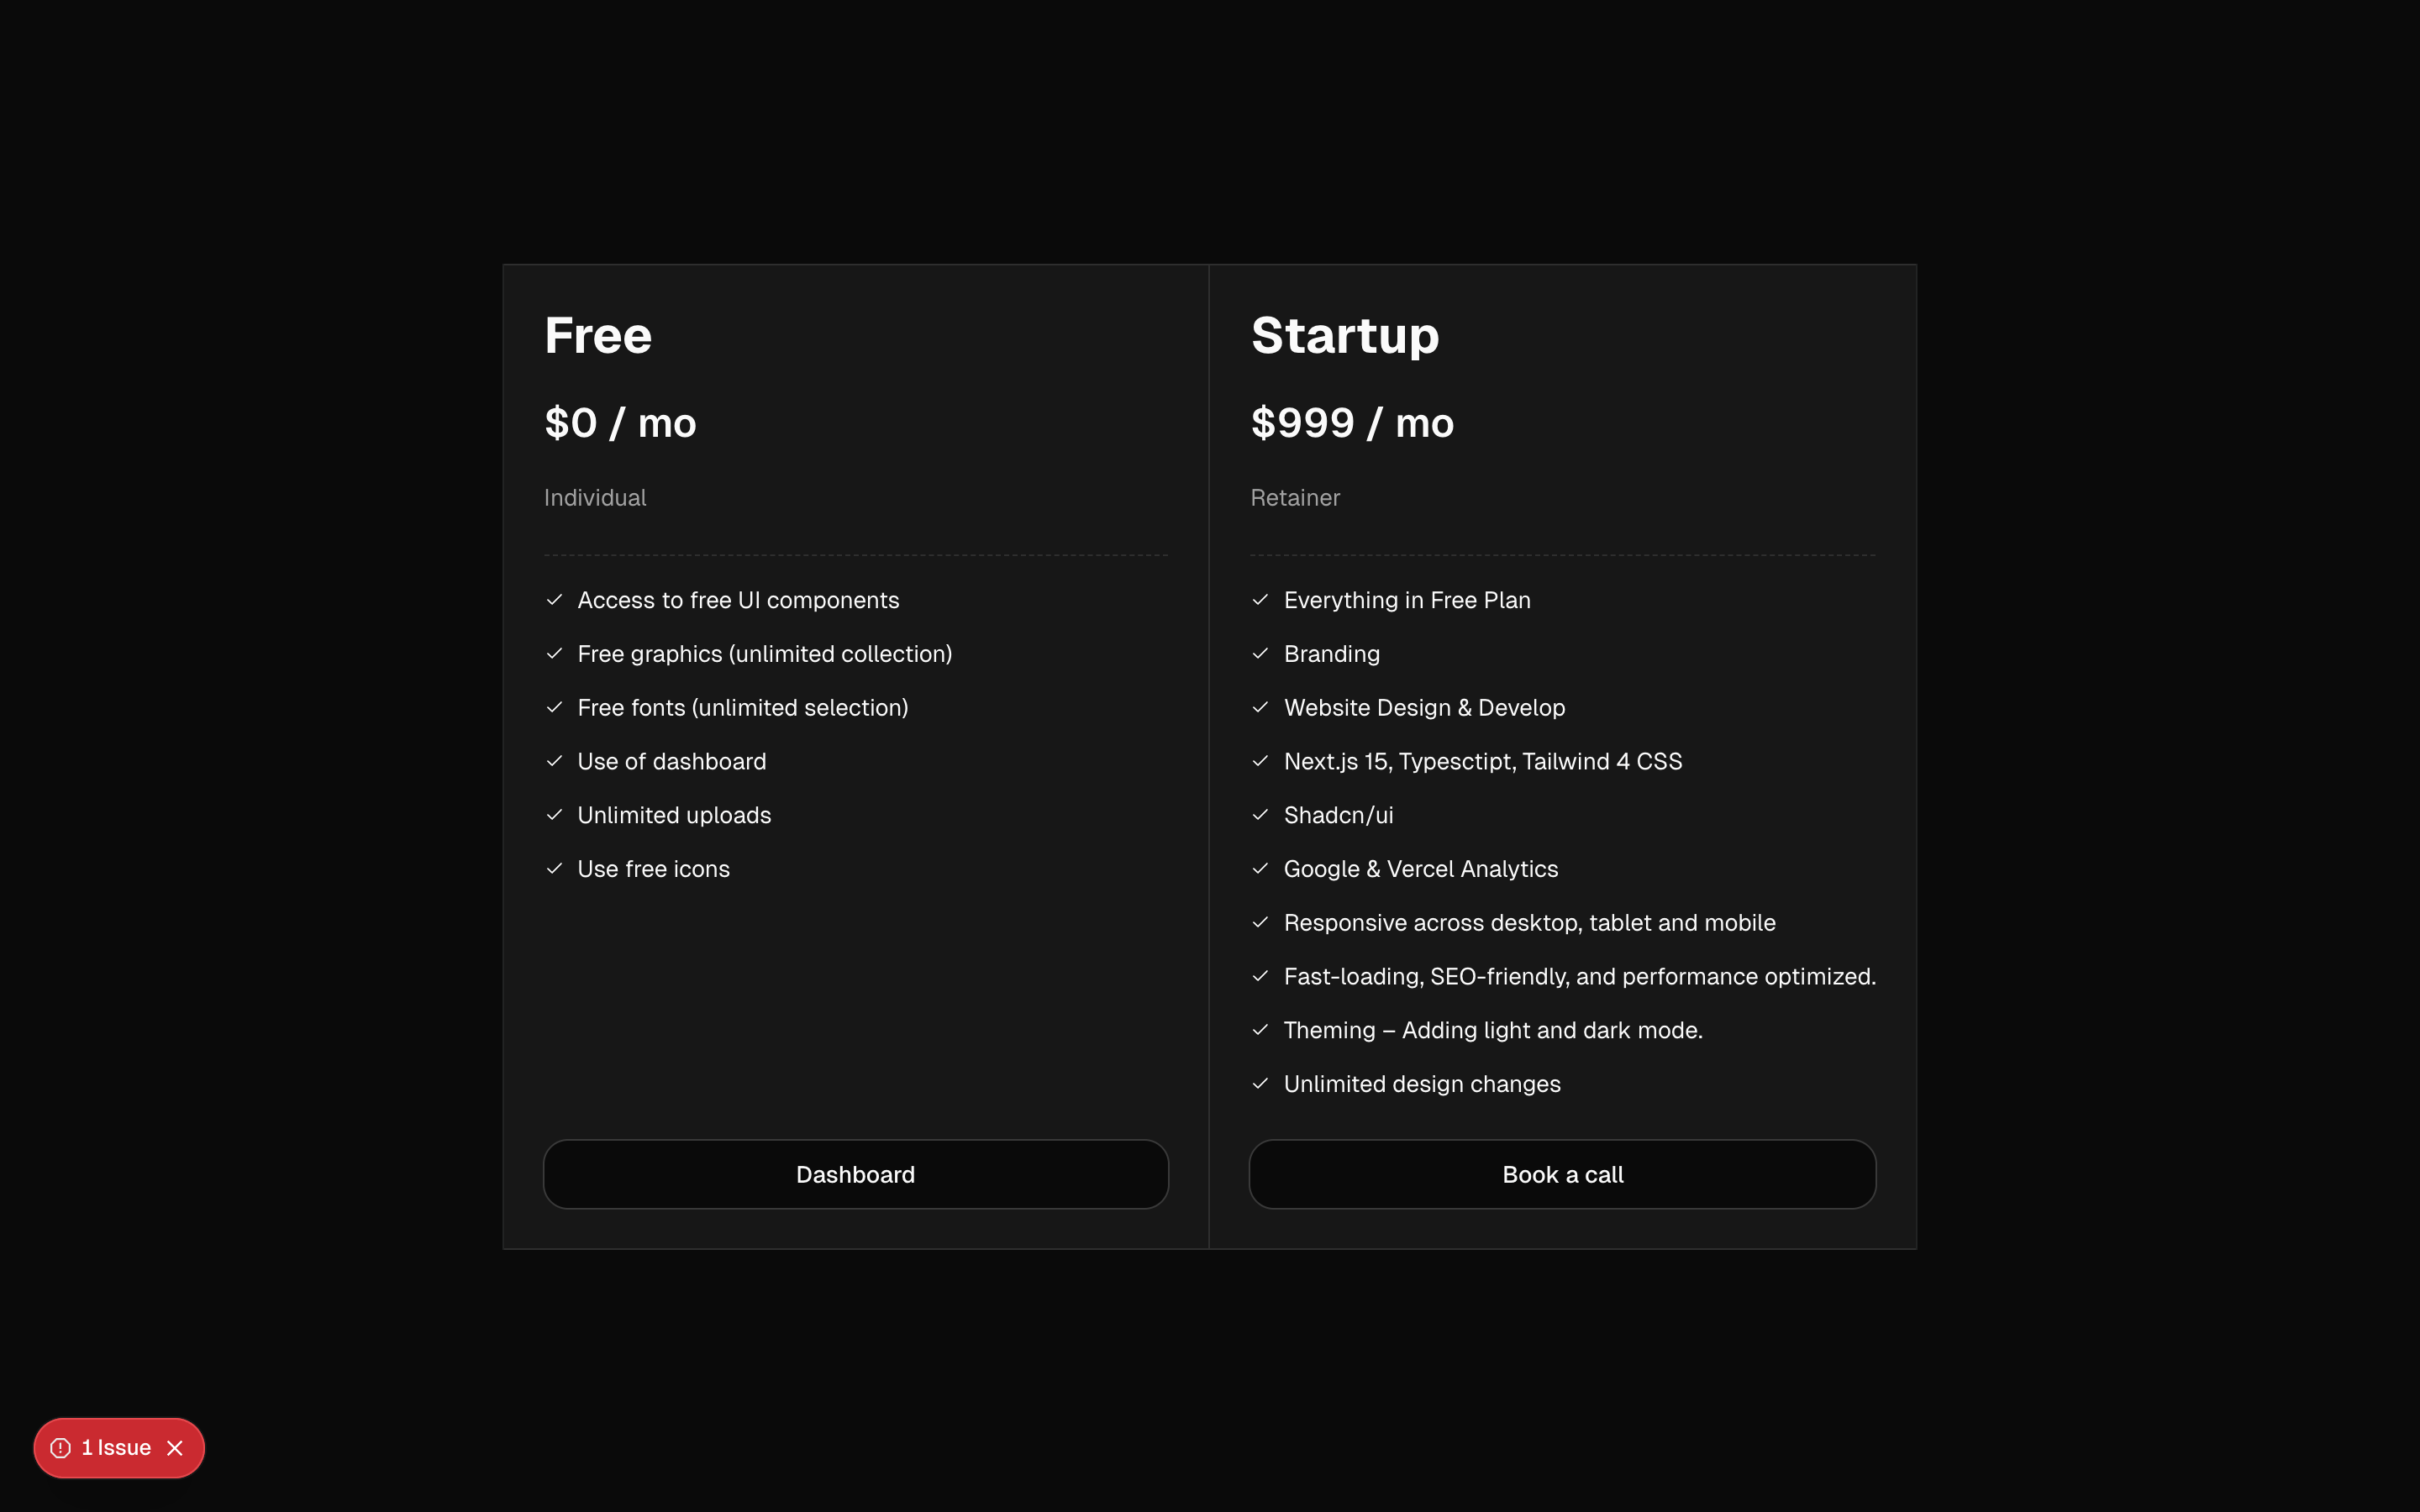 Free
$0 / mo
Individual
Access to free UI components
Free graphics (unlimited collection)
Free fonts (unlimited selection)
Use of dashboard
Unlimited uploads
Use free icons
Dashboard
Startup
$999 / mo
Retainer
Everything in Free Plan
Branding
Website Design & Develop
Next.js 15, Typesctipt, Tailwind 4 CSS
Shadcn/ui
Google & Vercel Analytics
Responsive across desktop, tablet and mobile
Fast-loading, SEO-friendly, and performance optimized.
Theming – Adding light and dark mode.
Unlimited design changes
Book a call
1 Issue